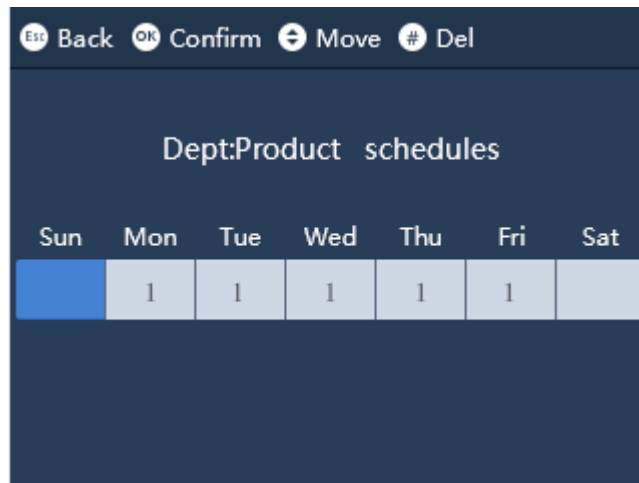 Esc Back OK Confirm Move # Del
Dept:Product schedules
Sun Mon Tue Wed Thu Fri Sat
1 1 1 1 1